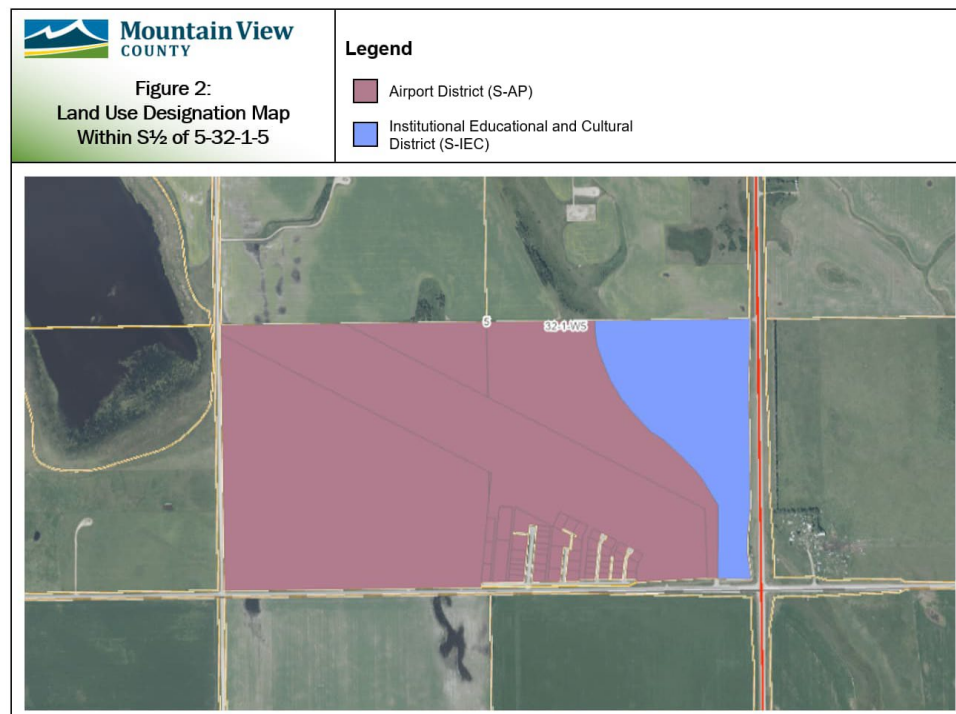 Mountain View
COUNTY
Figure 2:
Land Use Designation Map
Within S½ of 5-32-1-5
Legend
Airport District (S-AP)
Institutional Educational and Cultural
District (S-IEC)
5
32-1-W5